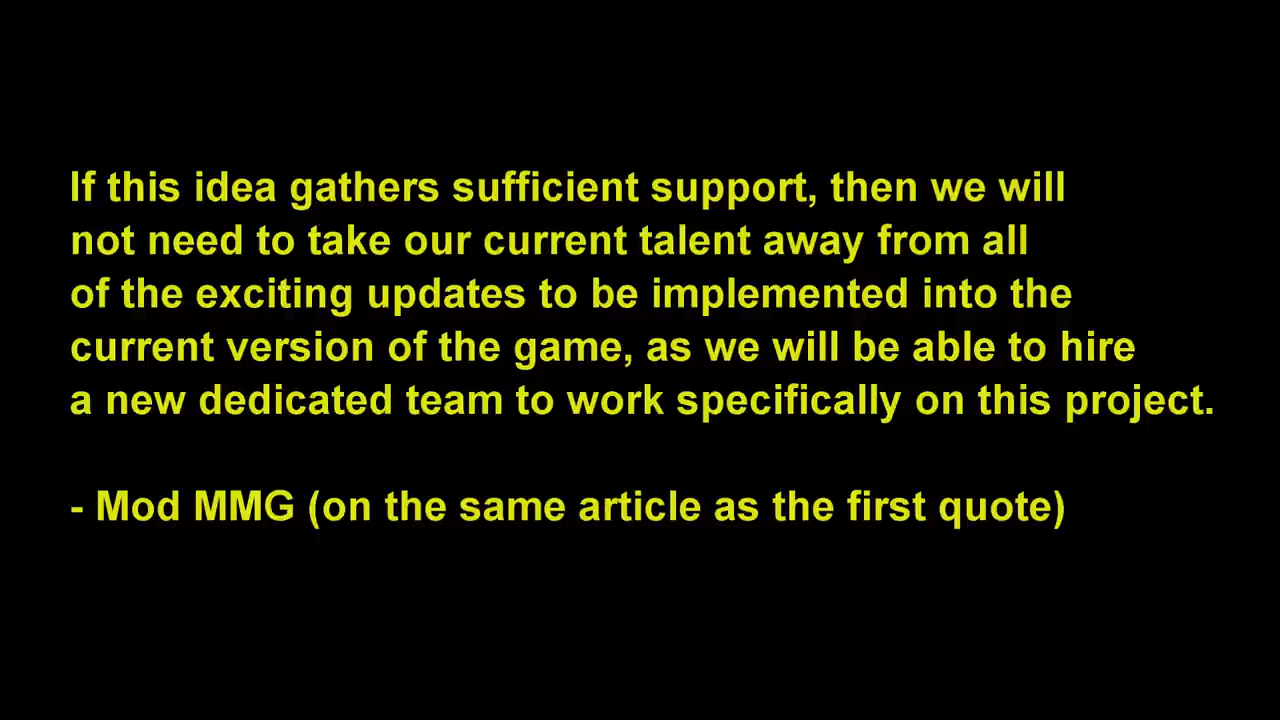 If this idea gathers sufficient support, then we will
not need to take our current talent away from all
of the exciting updates to be implemented into the
current version of the game, as we will be able to hire
a new dedicated team to work specifically on this project.
- Mod MMG (on the same article as the first quote)